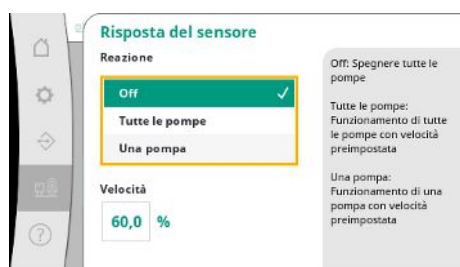 Risposta del sensore
Reazione
Off
Tutte le pompe
Una pompa
Velocità
60,0 %
Off: Spegnere tutte le
pompe
Tutte le pompe:
Funzionamento di tutte
le pompe con velocità
preimpostata
Una pompa:
Funzionamento di una
pompa con velocità
preimpostata